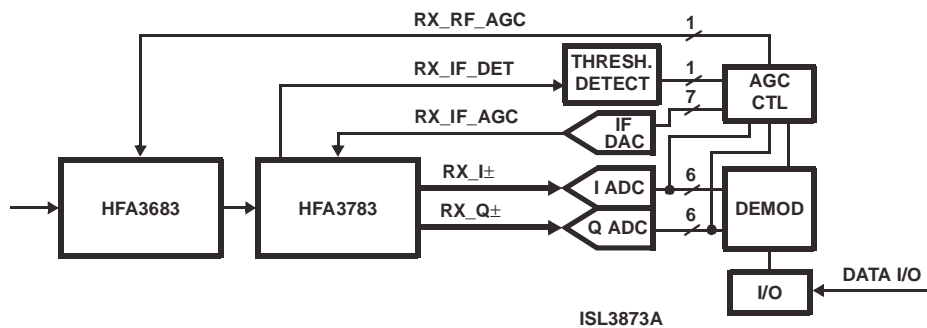 RX_RF_AGC
1
RX_IF_DET
THRESH.
DETECT
1
AGC
CTL
7
RX_IF_AGC
IF
DAC
HFA3683
HFA3783
RX_I±
I ADC
6
DEMOD
RX_Q±
Q ADC
6
I/O
DATA I/O
ISL3873A